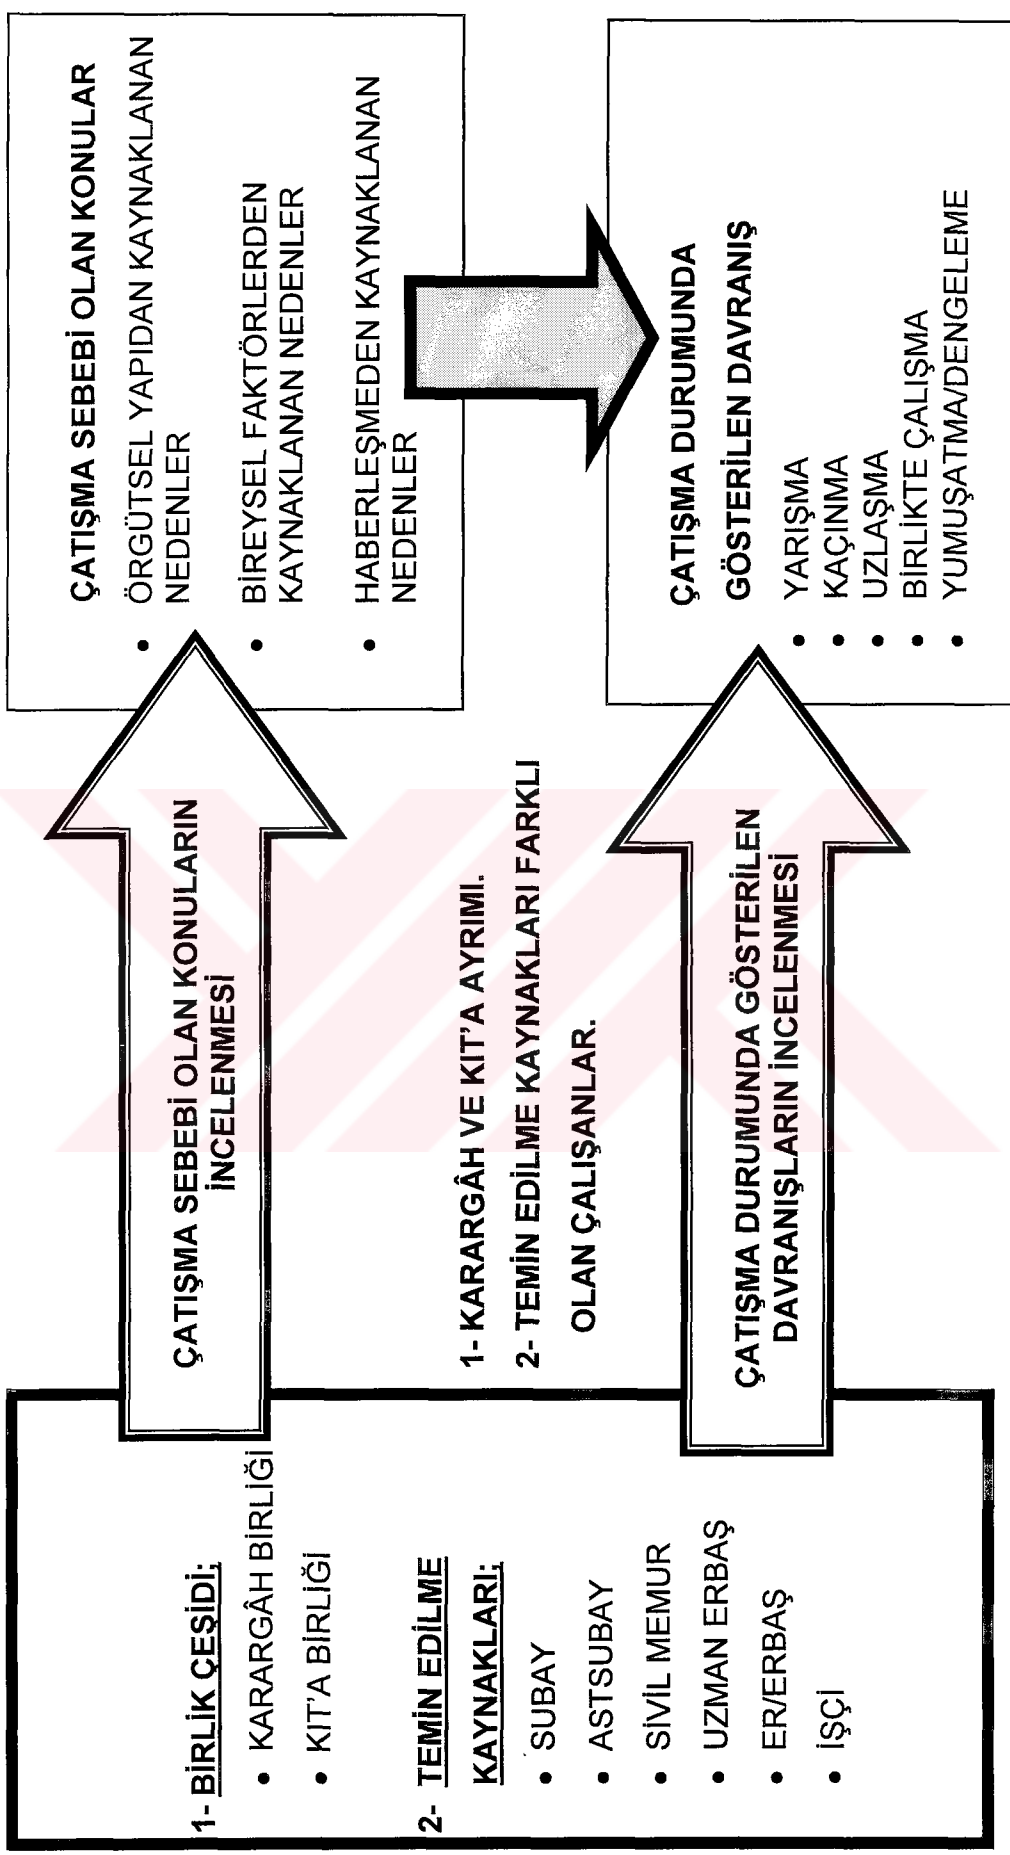 1- BİRLİK ÇEŞİDİ;
• KARARGÂH BİRLİĞİ
• KIT'A BİRLİĞİ
2- TEMİN EDİLME
KAYNAKLARI;
• SUBAY
• ASTSUBAY
• SİVİL MEMUR
• UZMAN ERBAŞ
• ER/ERBAŞ
• İŞÇİ
ÇATIŞMA SEBEBİ OLAN KONULARIN
İNCELENMESİ
1- KARARGÂH VE KIT'A AYRIMI.
2- TEMİN EDİLME KAYNAKLARI FARKLI
OLAN ÇALIŞANLAR.
ÇATIŞMA DURUMUNDA GÖSTERİLEN
DAVRANIŞLARIN İNCELENMESİ
ÇATIŞMA SEBEBİ OLAN KONULAR
• ÖRGÜTSEL YAPIDAN KAYNAKLANAN
NEDENLER
• BİREYSEL FAKTÖRLERDEN
KAYNAKLANAN NEDENLER
• HABERLEŞMEDEN KAYNAKLANAN
NEDENLER
ÇATIŞMA DURUMUNDA
GÖSTERİLEN DAVRANIŞ
• YARIŞMA
• KAÇINMA
• UZLAŞMA
• BİRLİKTE ÇALIŞMA
• YUMUŞATMA/DENGELEME